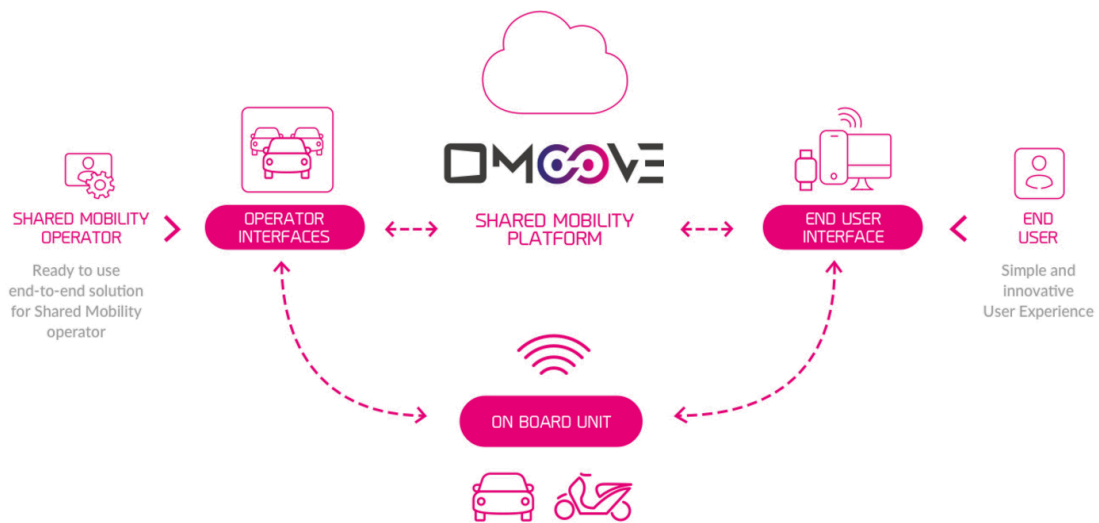 OMOOVE
SHARED MOBILITY
OPERATOR
OPERATOR
INTERFACES
SHARED MOBILITY
PLATFORM
END USER
INTERFACE
END
USER
Ready to use
end-to-end solution
for Shared Mobility
operator
Simple and
innovative
User Experience
ON BOARD UNIT